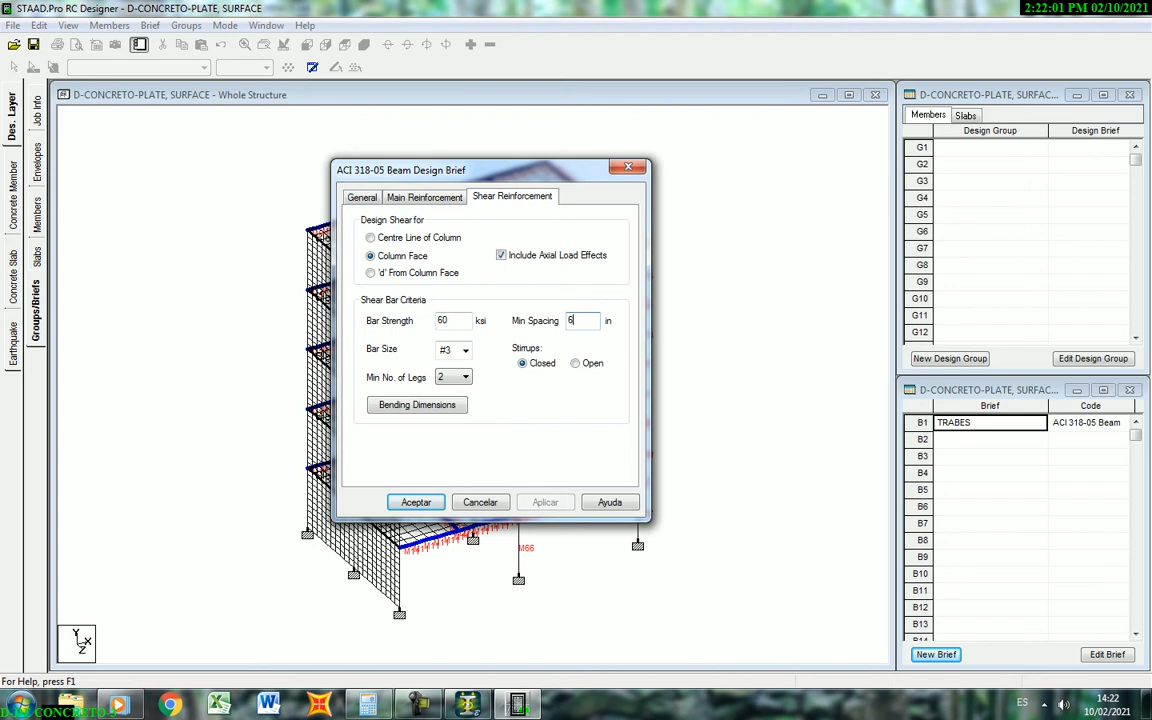 STAAD.Pro RC Designer - D-CONCRETO-PLATE, SURFACE
2:22:01 PM 02/10/2021
File Edit View Members Brief Groups Mode Window Help
Des. Layer
Concrete Member
Concrete Slab
Earthquake
Job Info
Envelopes
Members
Slabs
Groups/Briefs
D-CONCRETO-PLATE, SURFACE - Whole Structure
M66
Y
X
Z
ACI 318-05 Beam Design Brief
General Main Reinforcement Shear Reinforcement
Design Shear for
Centre Line of Column
Column Face
Include Axial Load Effects
'd' From Column Face
Shear Bar Criteria
Bar Strength 60 ksi Min Spacing 6 in
Bar Size #3 Stirrups:
Closed Open
Min No. of Legs 2
Bending Dimensions
Aceptar Cancelar Aplicar Ayuda
D-CONCRETO-PLATE, SURFAC...
Members Slabs
Design Group Design Brief
G1
G2
G3
G4
G5
G6
G7
G8
G9
G10
G11
G12
New Design Group Edit Design Group
D-CONCRETO-PLATE, SURFAC...
Brief Code
B1 TRABES ACI 318-05 Beam
B2
B3
B4
B5
B6
B7
B8
B9
B10
B11
B12
B13
New Brief Edit Brief
For Help, press F1
ES
14:22
10/02/2021